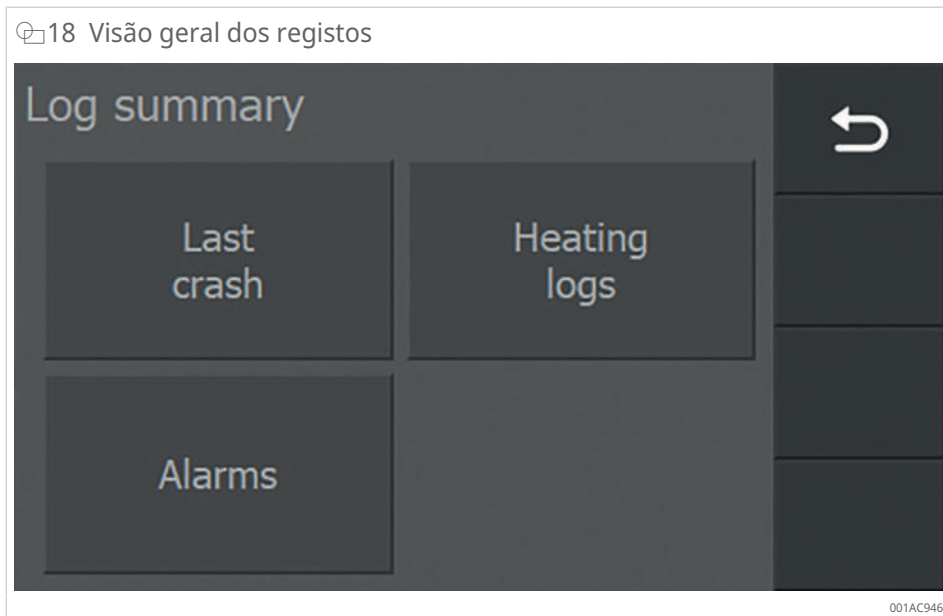 18 Visão geral dos registos
Log summary
Last
crash
Heating
logs
Alarms
001AC946